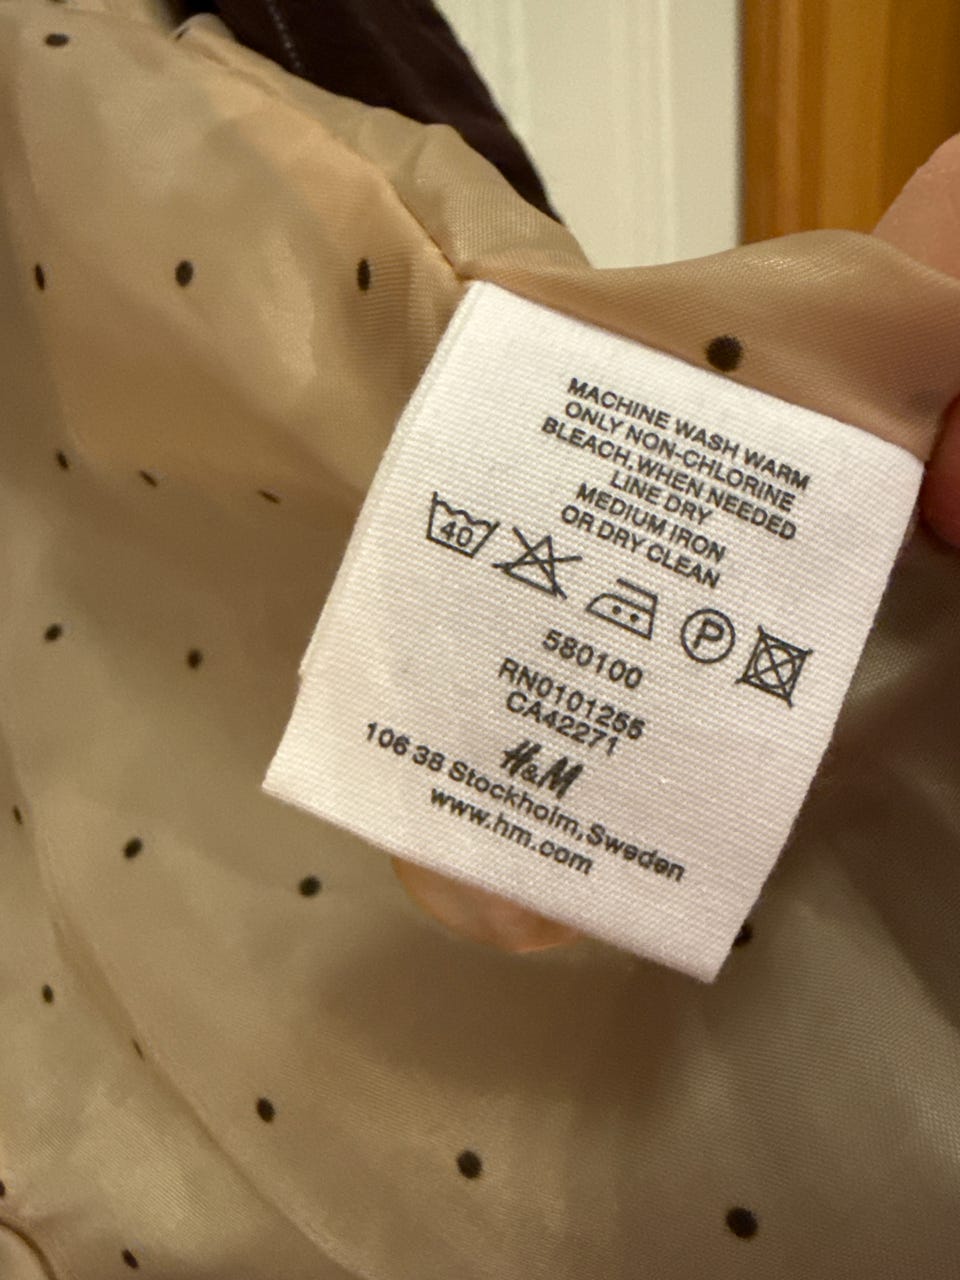 MACHINE WASH WARM
ONLY NON-CHLORINE
BLEACH,WHEN NEEDED
LINE DRY
MEDIUM IRON
OR DRY CLEAN
40 P
580100
RN0101255
CA42271
H&M
106 38 Stockholm,Sweden
www.hm.com